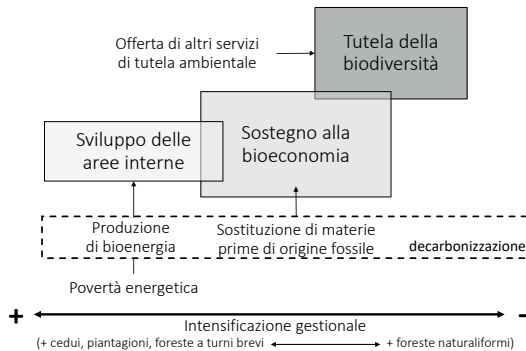 Offerta di altri servizi
di tutela ambientale
Tutela della
biodiversità
Sviluppo delle
aree interne
Sostegno alla
bioeconomia
Produzione
di bioenergia
Sostituzione di materie
prime di origine fossile
decarbonizzazione
Povertà energetica
+
-
Intensificazione gestionale
(+ cedui, piantagioni, foreste a turni brevi
+ foreste naturaliformi)